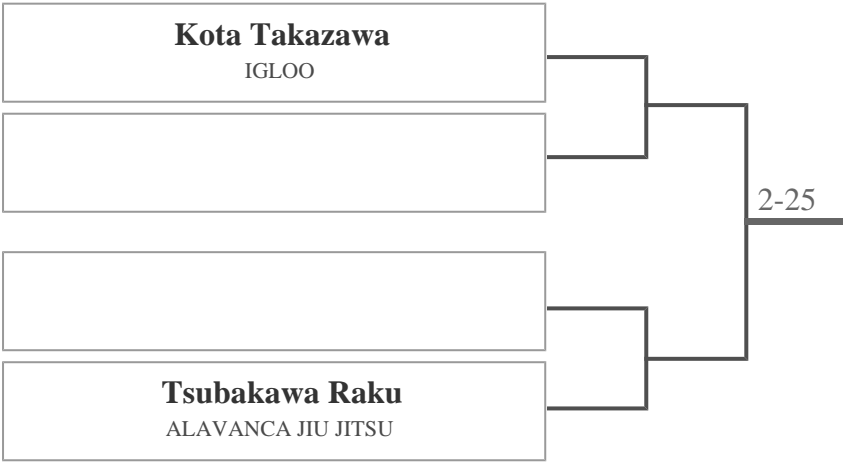 Kota Takazawa
IGLOO
2-25
Tsubakawa Raku
ALAVANCA JIU JITSU